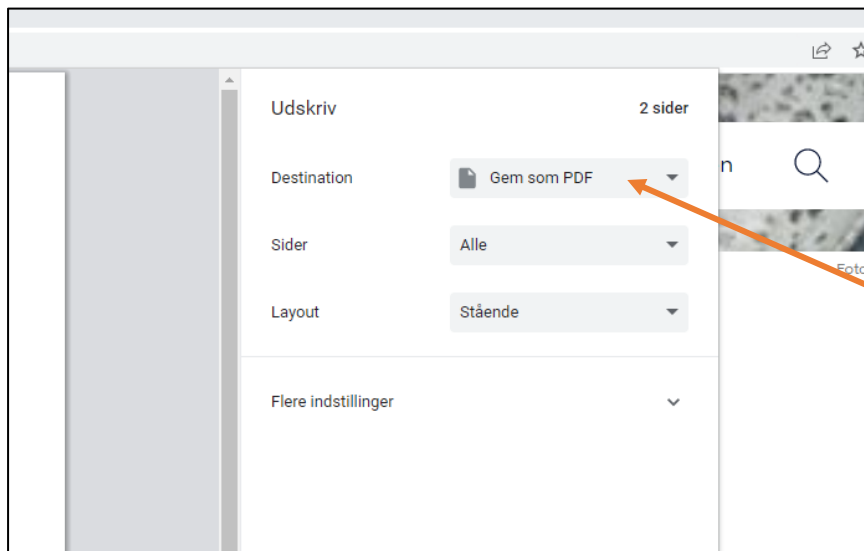 Udskriv 2 sider
Destination Gem som PDF
n
Sider Alle
Foto
Layout Stående
Flere indstillinger